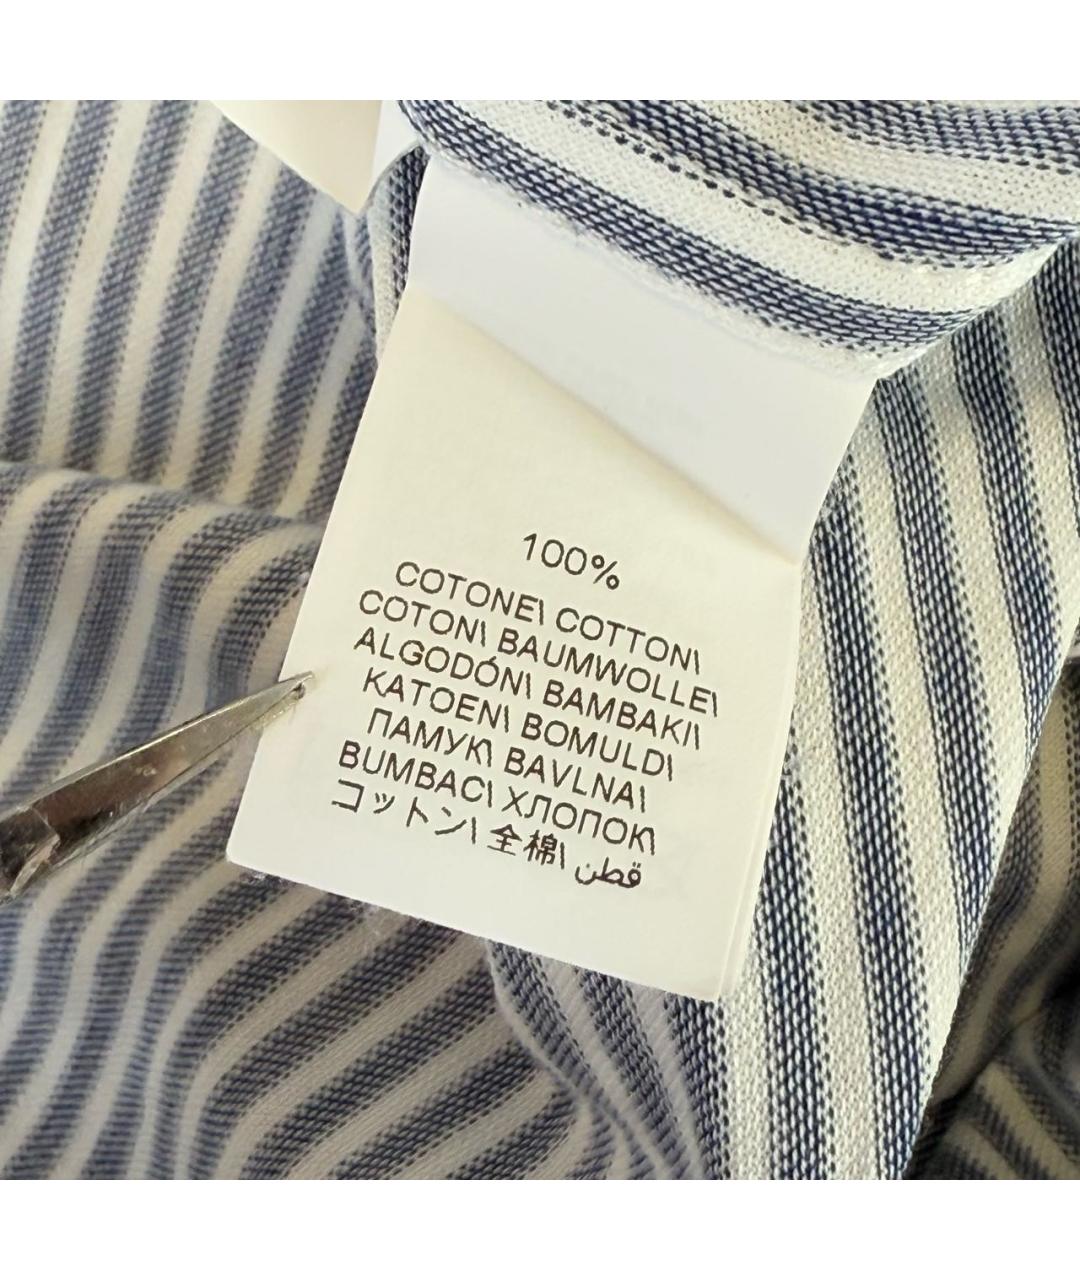 100%
COTONE\ COTTON\
COTON\ BAUMWOLLE\
ALGODÓN\ BAMBAKI\
KATOEN\ BOMULD\
ПАМУК\ BAVLNA\
BUMBAC\ ХЛОПОК\
コットン\ 全棉\ قطن